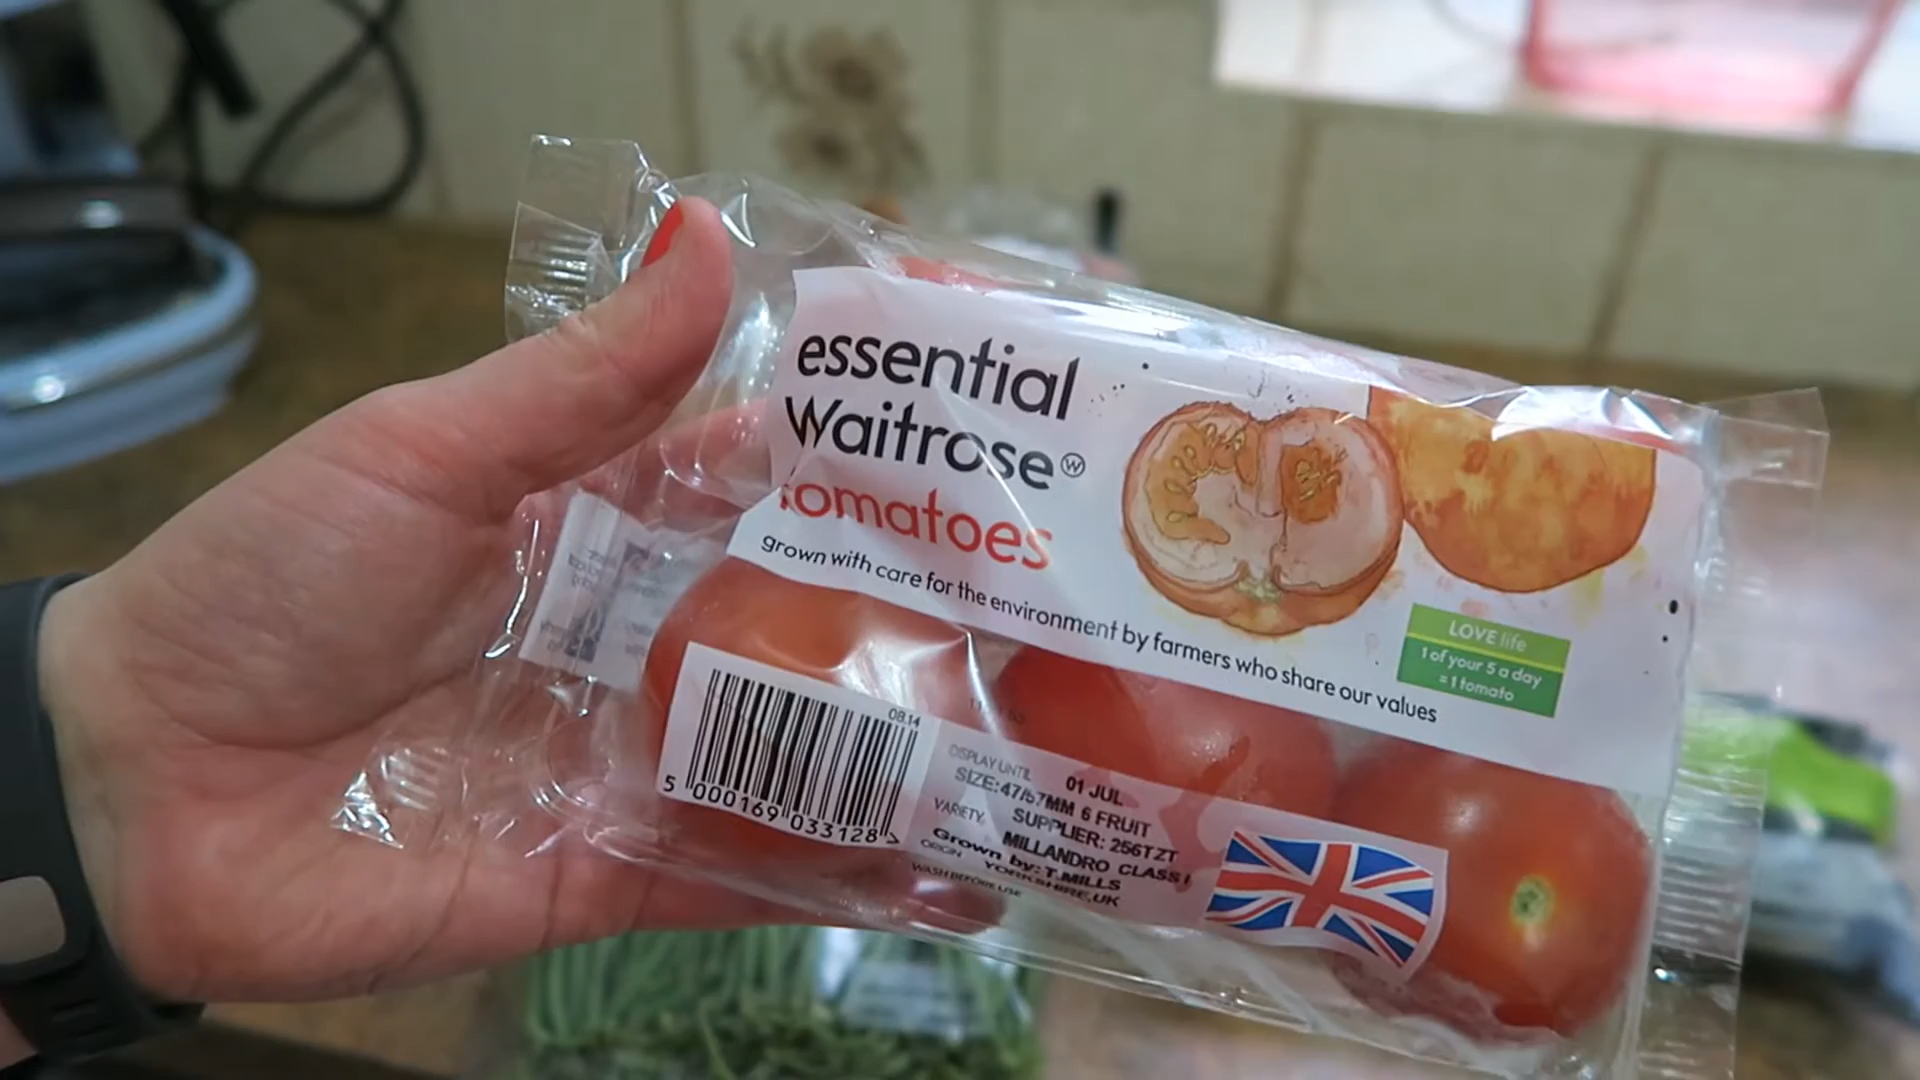 essential
Waitrose
tomatoes
grown with care for the environment by farmers who share our values
LOVE life
1 of your 5 a day
= 1 tomato
08.14
5 000169 033128 >
DISPLAY UNTIL 01 JUL
SIZE: 47/57MM 6 FRUIT
SUPPLIER: 256TZT
VARIETY. MILLANDRO CLASS I
Grown by: T.MILLS
ORIGIN YORKSHIRE,UK
WASH BEFORE USE